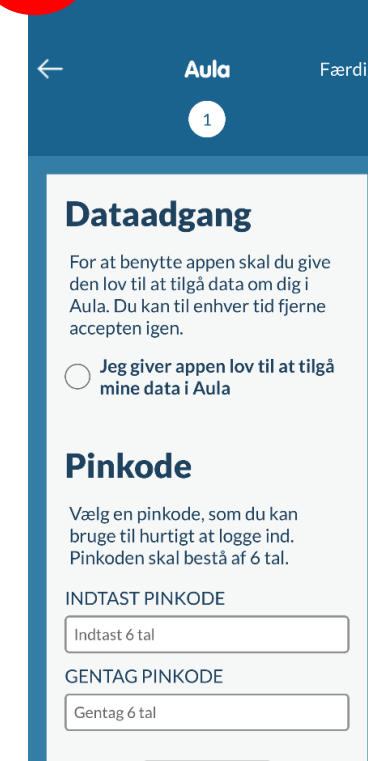 Aula
Færdi
1
Dataadgang
For at benytte appen skal du give
den lov til at tilgå data om dig i
Aula. Du kan til enhver tid fjerne
accepten igen.
Jeg giver appen lov til at tilgå
mine data i Aula
Pinkode
Vælg en pinkode, som du kan
bruge til hurtigt at logge ind.
Pinkoden skal bestå af 6 tal.
INDTAST PINKODE
Indtast 6 tal
GENTAG PINKODE
Gentag 6 tal